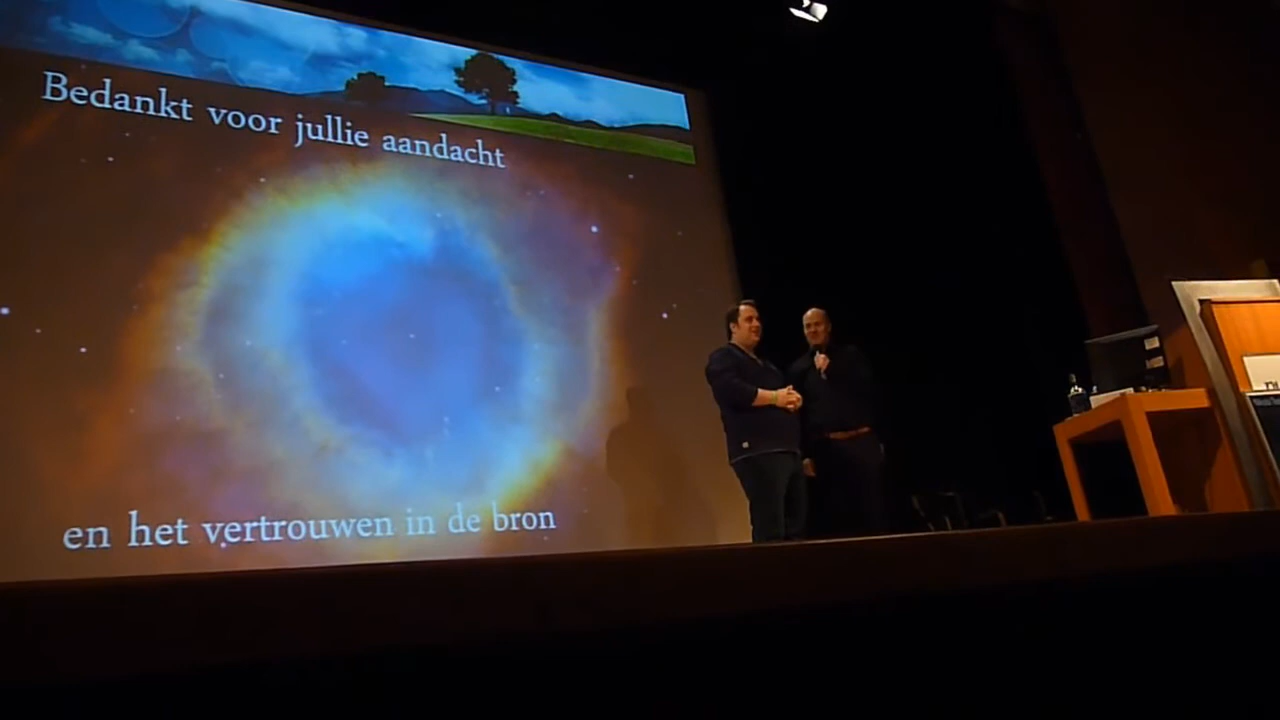 Bedankt voor jullie aandacht
en het vertrouwen in de bron